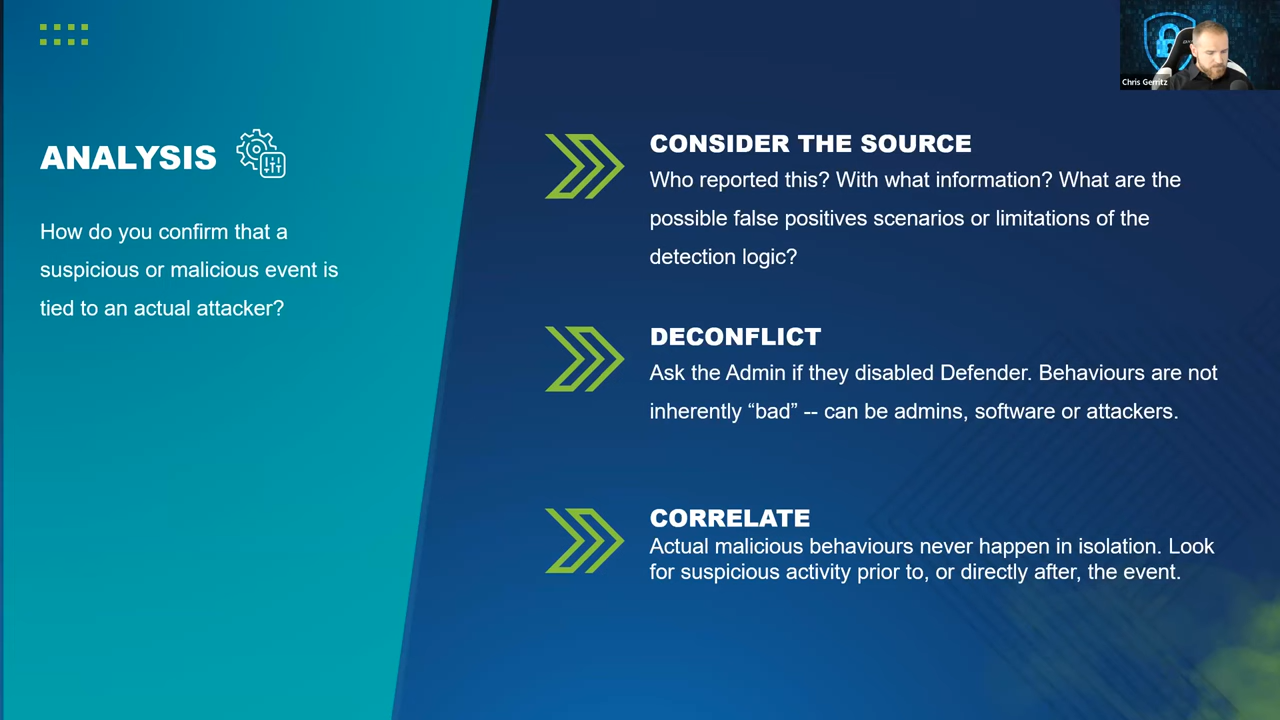 Chris Gerritz
ANALYSIS
How do you confirm that a
suspicious or malicious event is
tied to an actual attacker?
CONSIDER THE SOURCE
Who reported this? With what information? What are the
possible false positives scenarios or limitations of the
detection logic?
DECONFLICT
Ask the Admin if they disabled Defender. Behaviours are not
inherently “bad” -- can be admins, software or attackers.
CORRELATE
Actual malicious behaviours never happen in isolation. Look
for suspicious activity prior to, or directly after, the event.